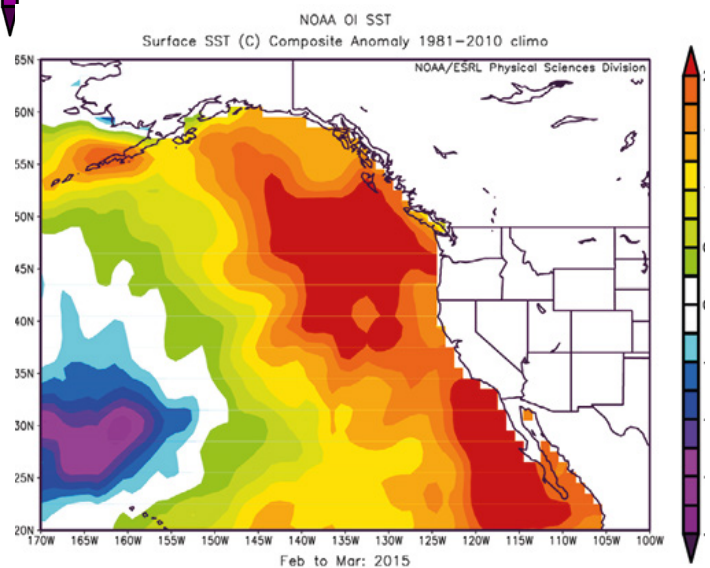 NOAA OI SST
Surface SST (C) Composite Anomaly 1981-2010 climo
NOAA/ESRL Physical Sciences Division
65N
60N
55N
50N
45N
40N
35N
30N
25N
20N
170W 165W 160W 155W 150W 145W 140W 135W 130W 125W 120W 115W 110W 105W 100W
Feb to Mar: 2015